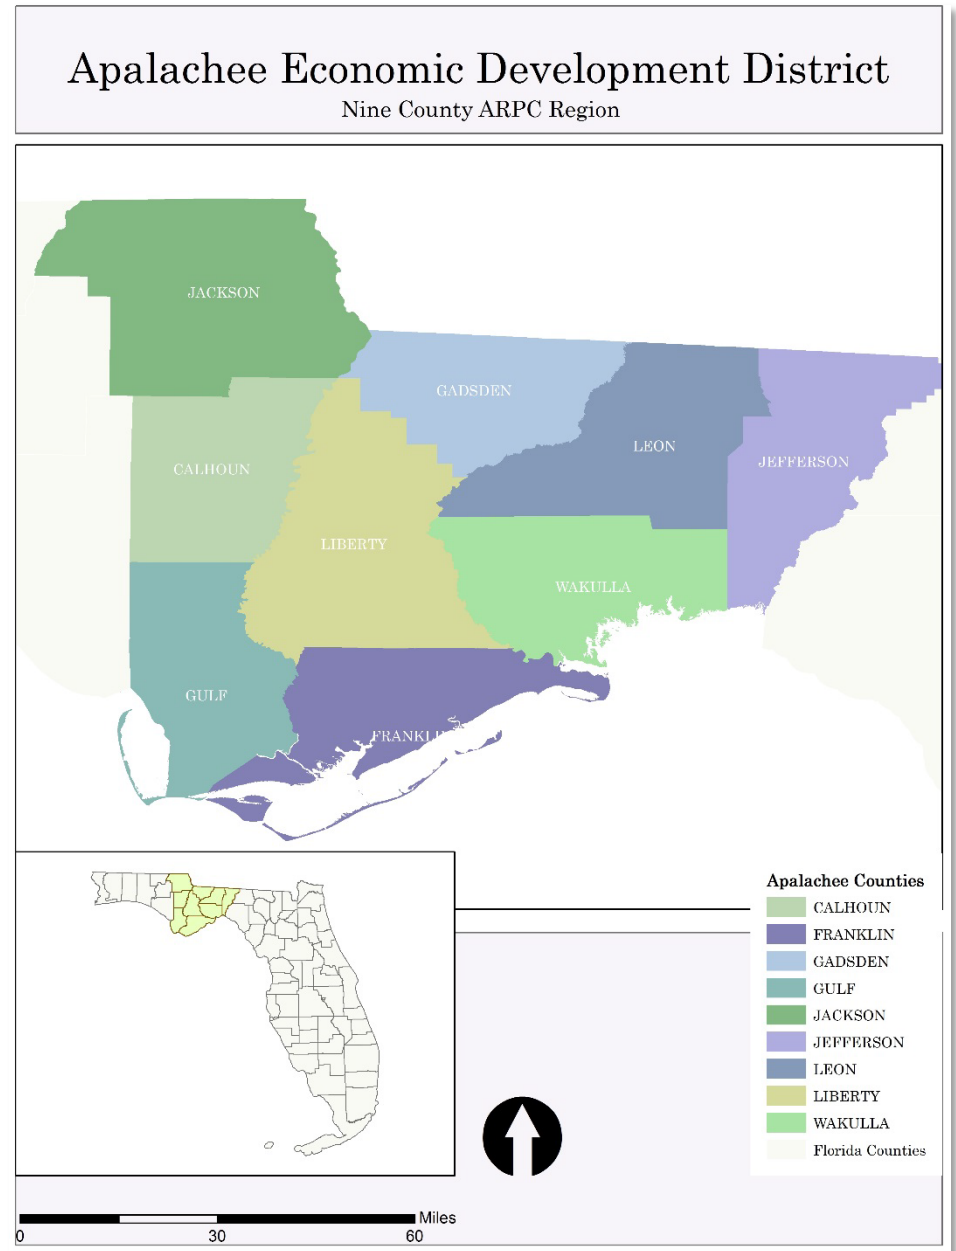 Apalachee Economic Development District
Nine County ARPC Region
JACKSON
GADSDEN
LEON
JEFFERSON
CALHOUN
LIBERTY
WAKULLA
GULF
FRANKLIN
Apalachee Counties
CALHOUN
FRANKLIN
GADSDEN
GULF
JACKSON
JEFFERSON
LEON
LIBERTY
WAKULLA
Florida Counties
Miles
0 30 60